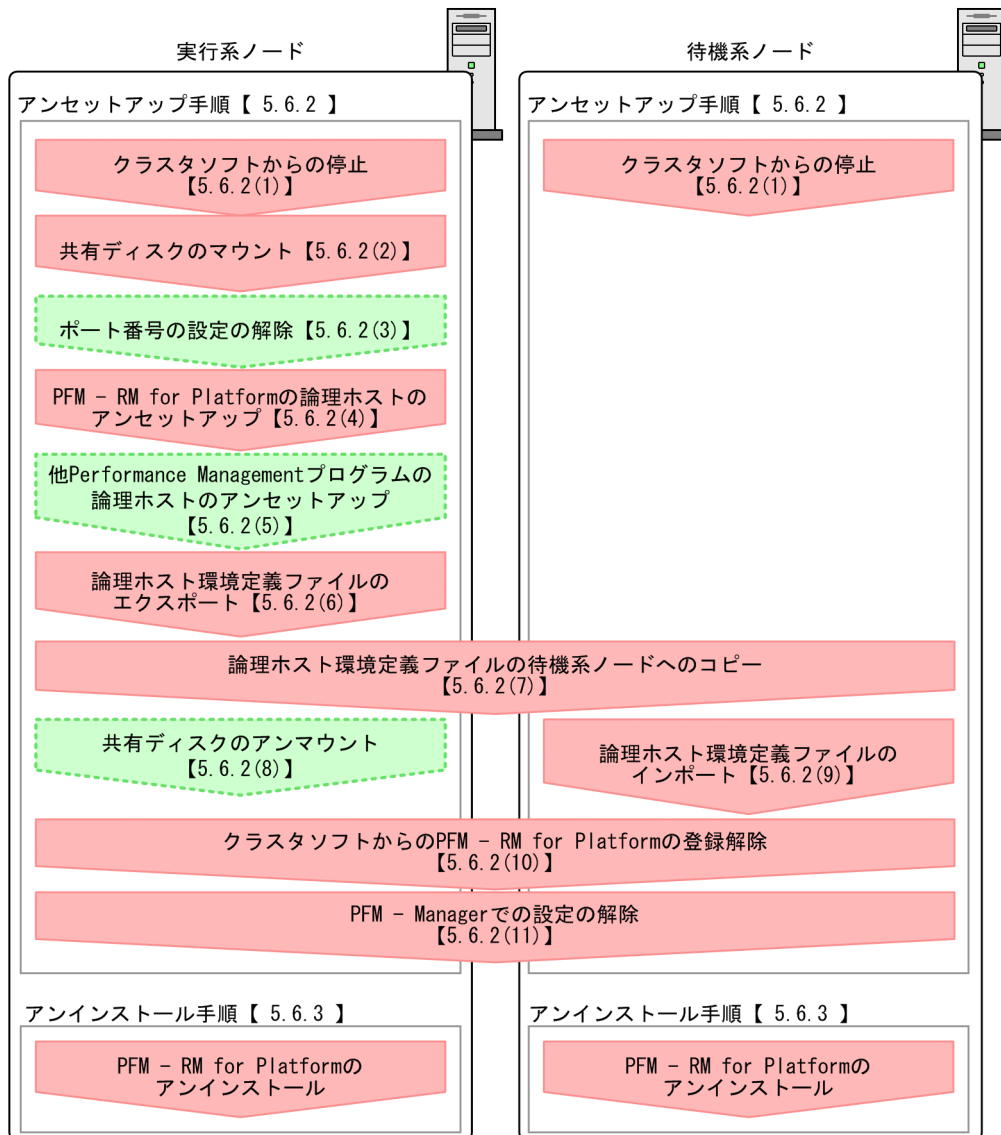 実行系ノード
待機系ノード
アンセットアップ手順【 5.6.2 】
アンセットアップ手順【 5.6.2 】
クラスタソフトからの停止
【5.6.2(1)】
クラスタソフトからの停止
【5.6.2(1)】
共有ディスクのマウント【5.6.2(2)】
ポート番号の設定の解除【5.6.2(3)】
PFM - RM for Platformの論理ホストの
アンセットアップ【5.6.2(4)】
他Performance Managementプログラムの
論理ホストのアンセットアップ
【5.6.2(5)】
論理ホスト環境定義ファイルの
エクスポート【5.6.2(6)】
論理ホスト環境定義ファイルの待機系ノードへのコピー
【5.6.2(7)】
共有ディスクのアンマウント
【5.6.2(8)】
論理ホスト環境定義ファイルの
インポート【5.6.2(9)】
クラスタソフトからのPFM - RM for Platformの登録解除
【5.6.2(10)】
PFM - Managerでの設定の解除
【5.6.2(11)】
アンインストール手順【 5.6.3 】
アンインストール手順【 5.6.3 】
PFM - RM for Platformの
アンインストール
PFM - RM for Platformの
アンインストール